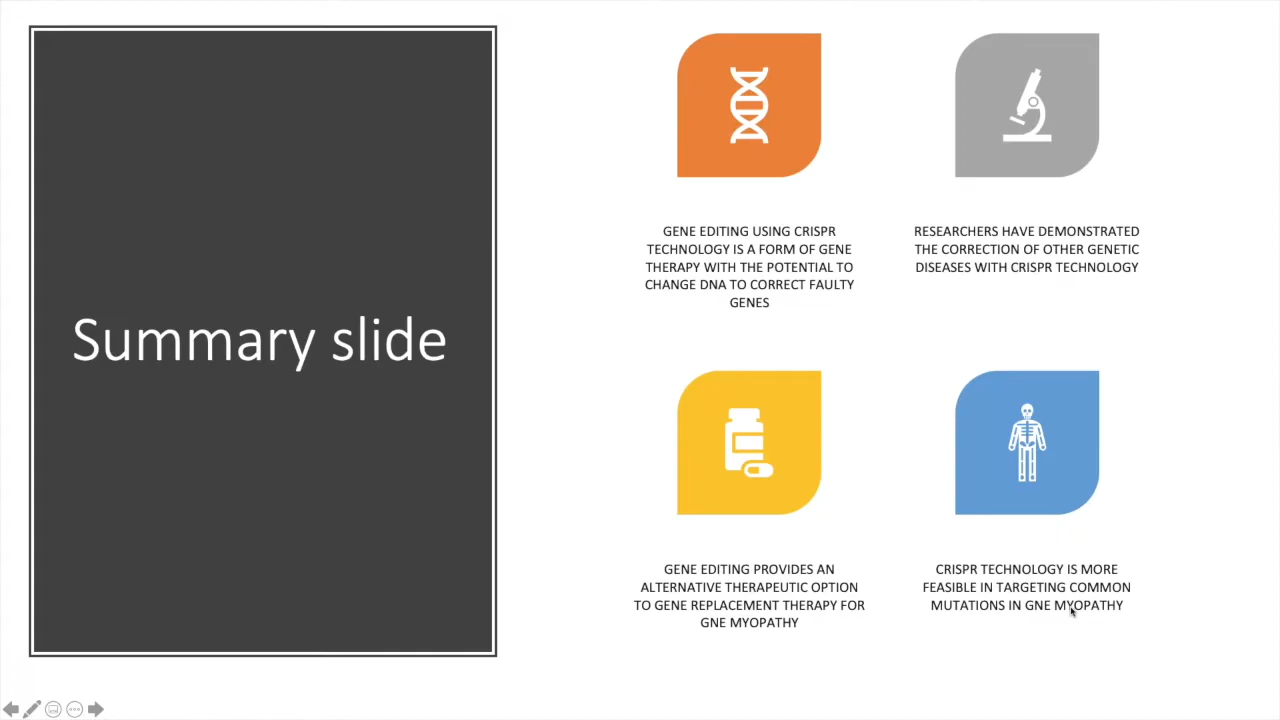 Summary slide
GENE EDITING USING CRISPR
TECHNOLOGY IS A FORM OF GENE
THERAPY WITH THE POTENTIAL TO
CHANGE DNA TO CORRECT FAULTY
GENES
RESEARCHERS HAVE DEMONSTRATED
THE CORRECTION OF OTHER GENETIC
DISEASES WITH CRISPR TECHNOLOGY
GENE EDITING PROVIDES AN
ALTERNATIVE THERAPEUTIC OPTION
TO GENE REPLACEMENT THERAPY FOR
GNE MYOPATHY
CRISPR TECHNOLOGY IS MORE
FEASIBLE IN TARGETING COMMON
MUTATIONS IN GNE MYOPATHY